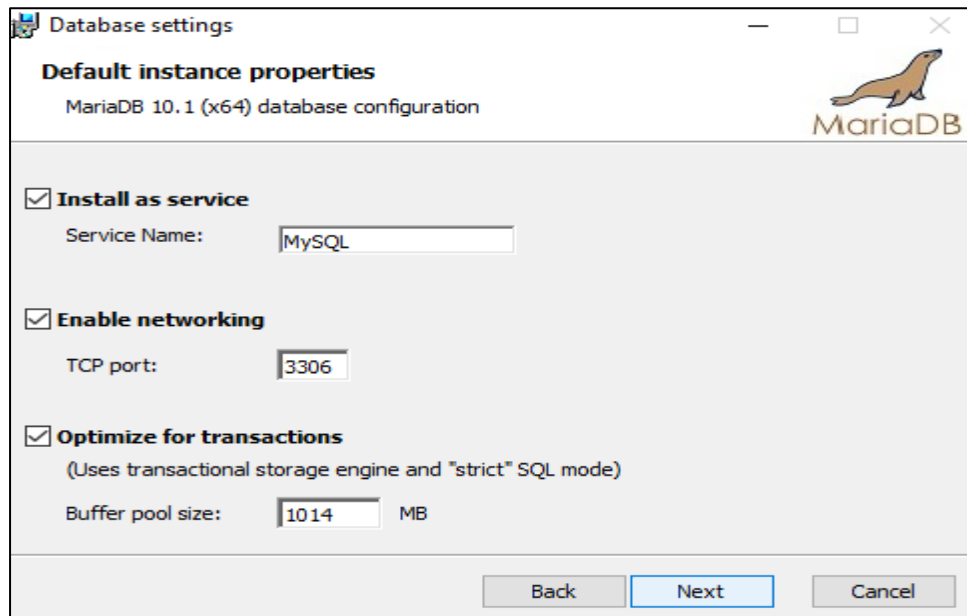 Database settings
Default instance properties
MariaDB 10.1 (x64) database configuration
MariaDB
Install as service
Service Name: MySQL
Enable networking
TCP port: 3306
Optimize for transactions
(Uses transactional storage engine and "strict" SQL mode)
Buffer pool size: 1014 MB
Back Next Cancel